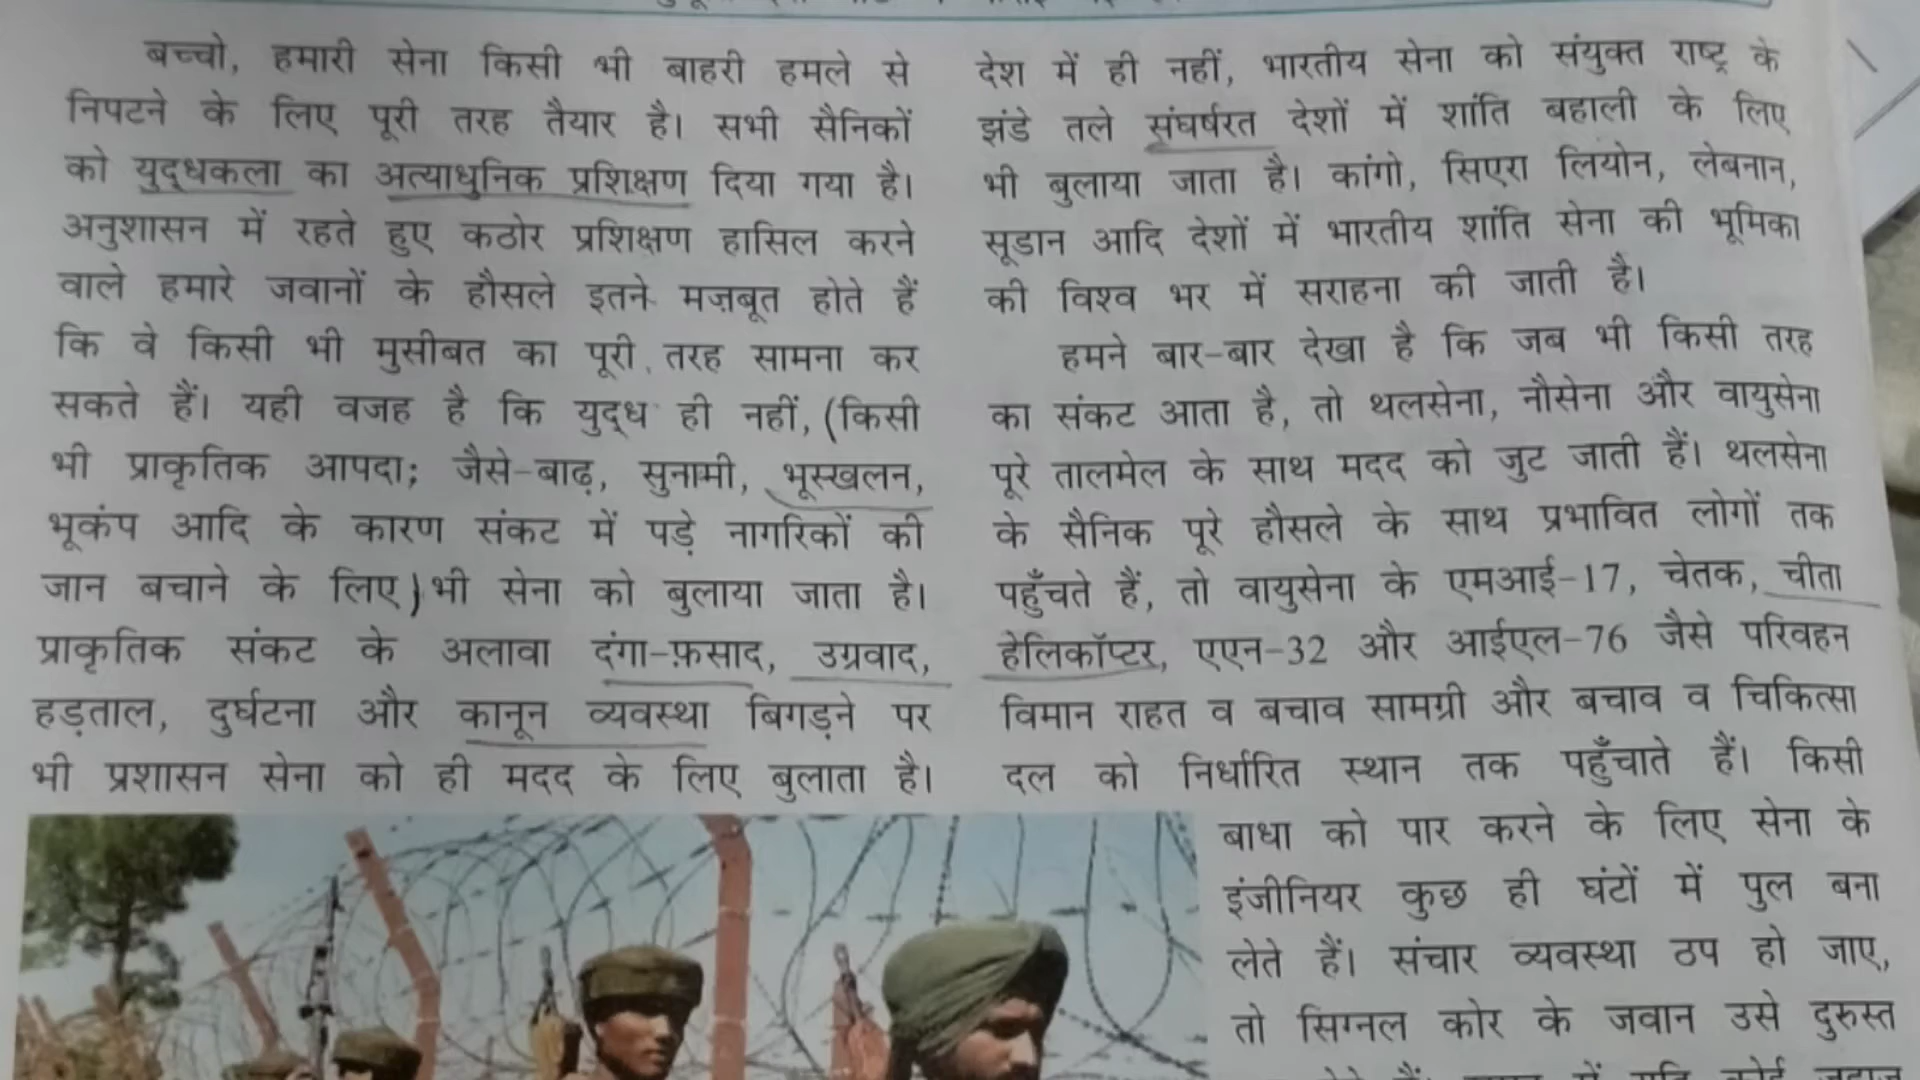 बच्चो, हमारी सेना किसी भी बाहरी हमले से
निपटने के लिए पूरी तरह तैयार है। सभी सैनिकों
को युद्धकला का अत्याधुनिक प्रशिक्षण दिया गया है।
अनुशासन में रहते हुए कठोर प्रशिक्षण हासिल करने
वाले हमारे जवानों के हौसले इतने मज़बूत होते हैं
कि वे किसी भी मुसीबत का पूरी तरह सामना कर
सकते हैं। यही वजह है कि युद्ध ही नहीं, (किसी
भी प्राकृतिक आपदा; जैसे-बाढ़, सुनामी, भूस्खलन,
भूकंप आदि के कारण संकट में पड़े नागरिकों की
जान बचाने के लिए) भी सेना को बुलाया जाता है।
प्राकृतिक संकट के अलावा दंगा-फ़साद, उग्रवाद,
हड़ताल, दुर्घटना और कानून व्यवस्था बिगड़ने पर
भी प्रशासन सेना को ही मदद के लिए बुलाता है।
देश में ही नहीं, भारतीय सेना को संयुक्त राष्ट्र के
झंडे तले संघर्षरत देशों में शांति बहाली के लिए
भी बुलाया जाता है। कांगो, सिएरा लियोन, लेबनान,
सूडान आदि देशों में भारतीय शांति सेना की भूमिका
की विश्व भर में सराहना की जाती है।
हमने बार-बार देखा है कि जब भी किसी तरह
का संकट आता है, तो थलसेना, नौसेना और वायुसेना
पूरे तालमेल के साथ मदद को जुट जाती हैं। थलसेना
के सैनिक पूरे हौसले के साथ प्रभावित लोगों तक
पहुँचते हैं, तो वायुसेना के एमआई-17, चेतक, चीता
हेलिकॉप्टर, एएन-32 और आईएल-76 जैसे परिवहन
विमान राहत व बचाव सामग्री और बचाव व चिकित्सा
दल को निर्धारित स्थान तक पहुँचाते हैं। किसी
बाधा को पार करने के लिए सेना के
इंजीनियर कुछ ही घंटों में पुल बना
लेते हैं। संचार व्यवस्था ठप हो जाए,
तो सिग्नल कोर के जवान उसे दुरुस्त